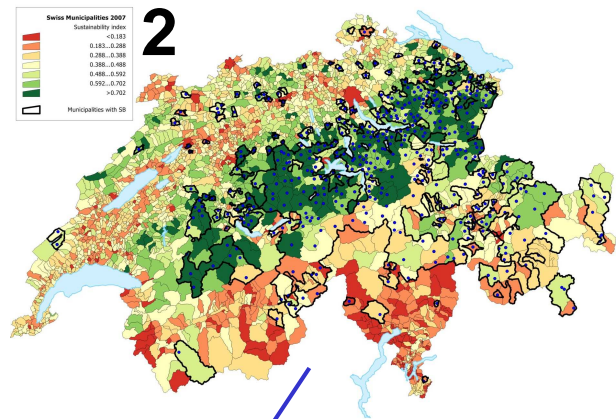 Swiss Municipalities 2007
Sustainability index
<0.183
0.183...0.288
0.288...0.388
0.388...0.488
0.488...0.592
0.592...0.702
>0.702
Municipalities with SB
2